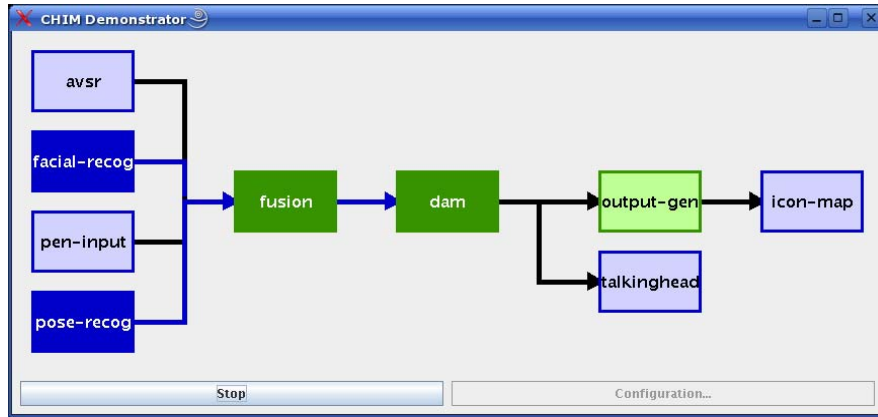 CHIM Demonstrator
avsr
facial-recog
pen-input
pose-recog
fusion
dam
output-gen
icon-map
talkinghead
Stop
Configuration...